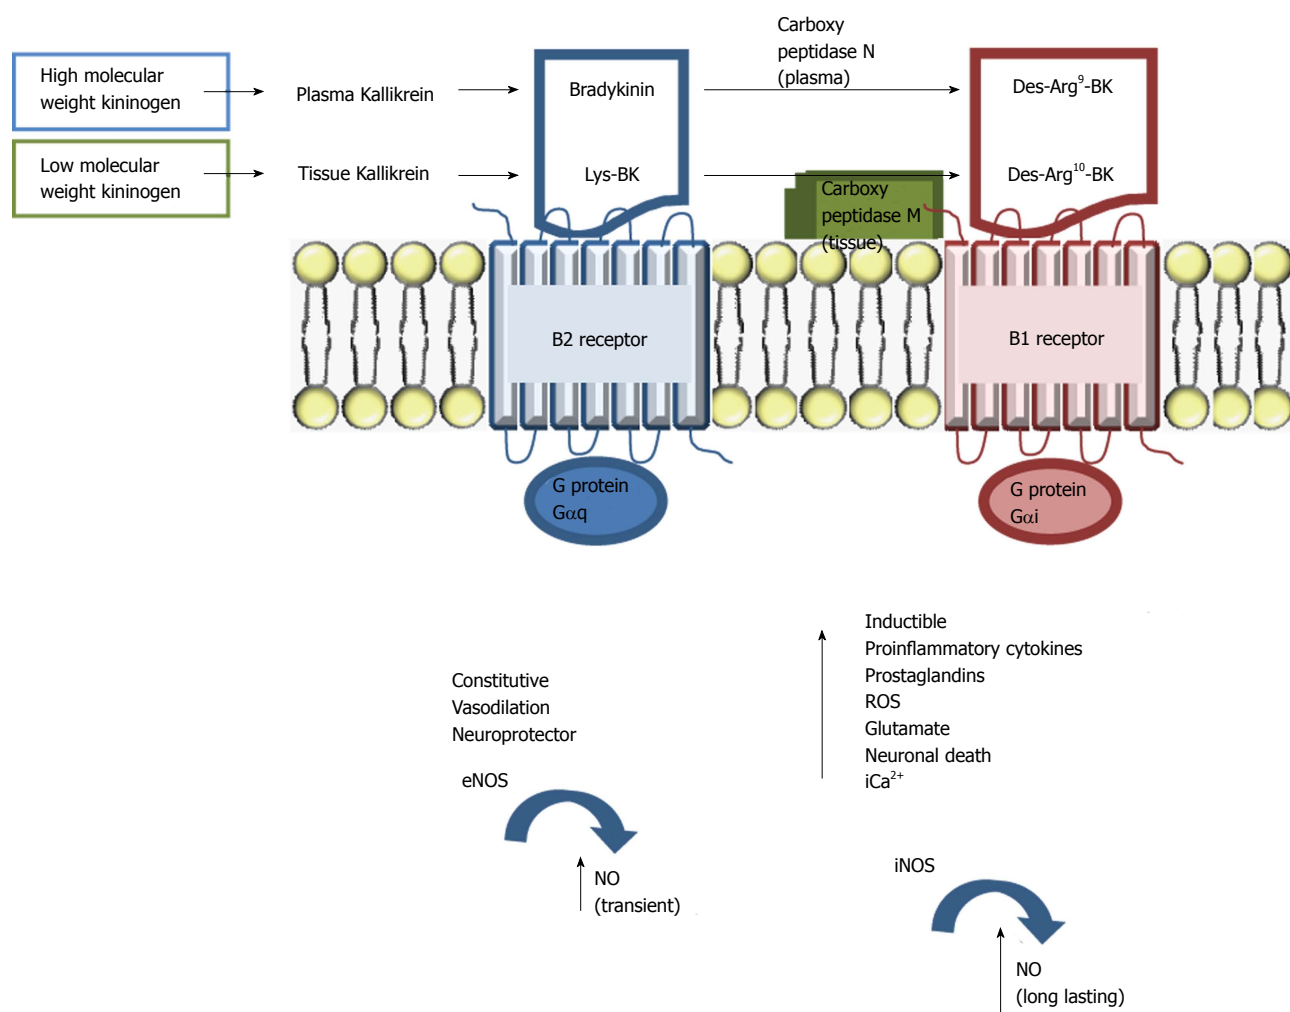 Carboxy
peptidase N
(plasma)
High molecular
weight kininogen
Plasma Kallikrein
Bradykinin
Des-Arg⁹-BK
Low molecular
weight kininogen
Tissue Kallikrein
Lys-BK
Des-Arg¹⁰-BK
Carboxy
peptidase M
(tissue)
B2 receptor
B1 receptor
G protein
Gαq
G protein
Gαi
Constitutive
Vasodilation
Neuroprotector
eNOS
NO
(transient)
Inductible
Proinflammatory cytokines
Prostaglandins
ROS
Glutamate
Neuronal death
iCa²⁺
iNOS
NO
(long lasting)